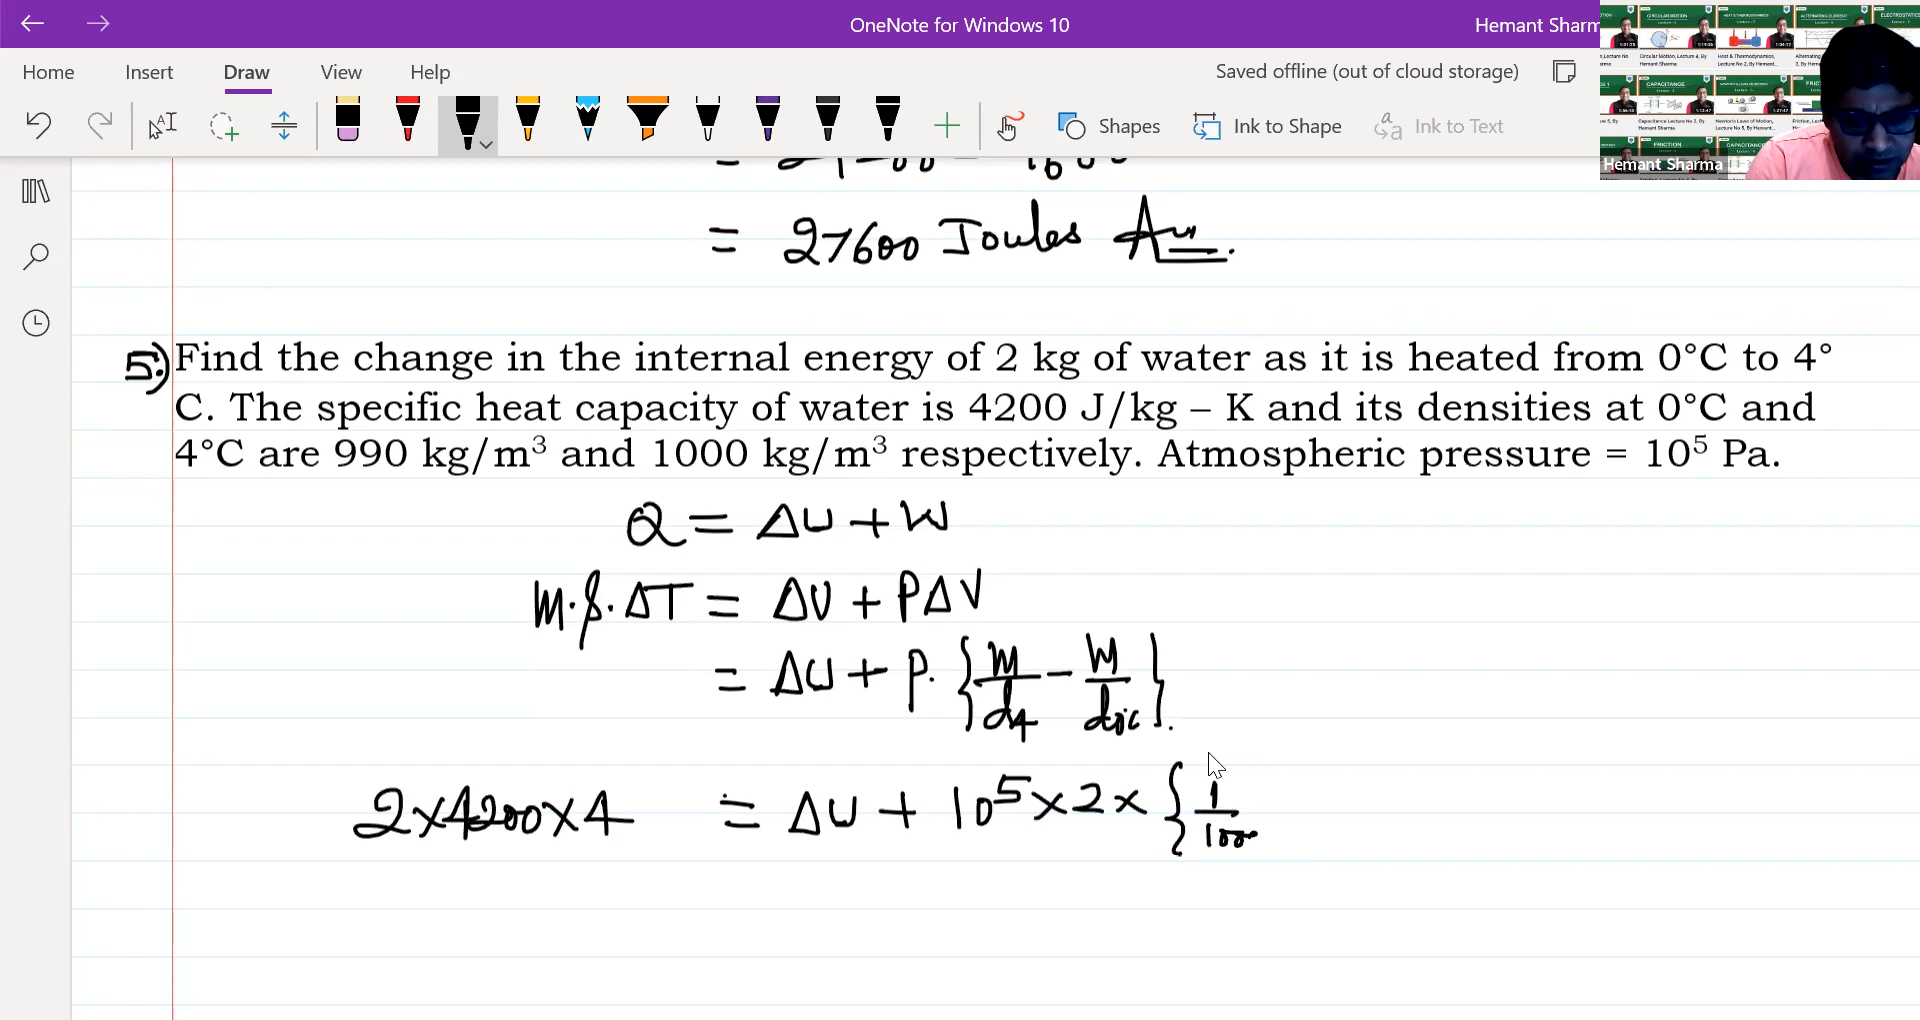 OneNote for Windows 10
Hemant Sharm
Home Insert Draw View Help
Saved offline (out of cloud storage)
Shapes Ink to Shape Ink to Text
Hemant Sharma
= 27600 Joules Ans.
5.) Find the change in the internal energy of 2 kg of water as it is heated from 0°C to 4°
C. The specific heat capacity of water is 4200 J/kg – K and its densities at 0°C and
4°C are 990 kg/m³ and 1000 kg/m³ respectively. Atmospheric pressure = 10⁵ Pa.
Q = ΔU + W
m.s.ΔT = ΔU + PΔV
= ΔU + P. { m/d₄ - m/d₀°c }.
2×4200×4 = ΔU + 10⁵×2× { 1/1000